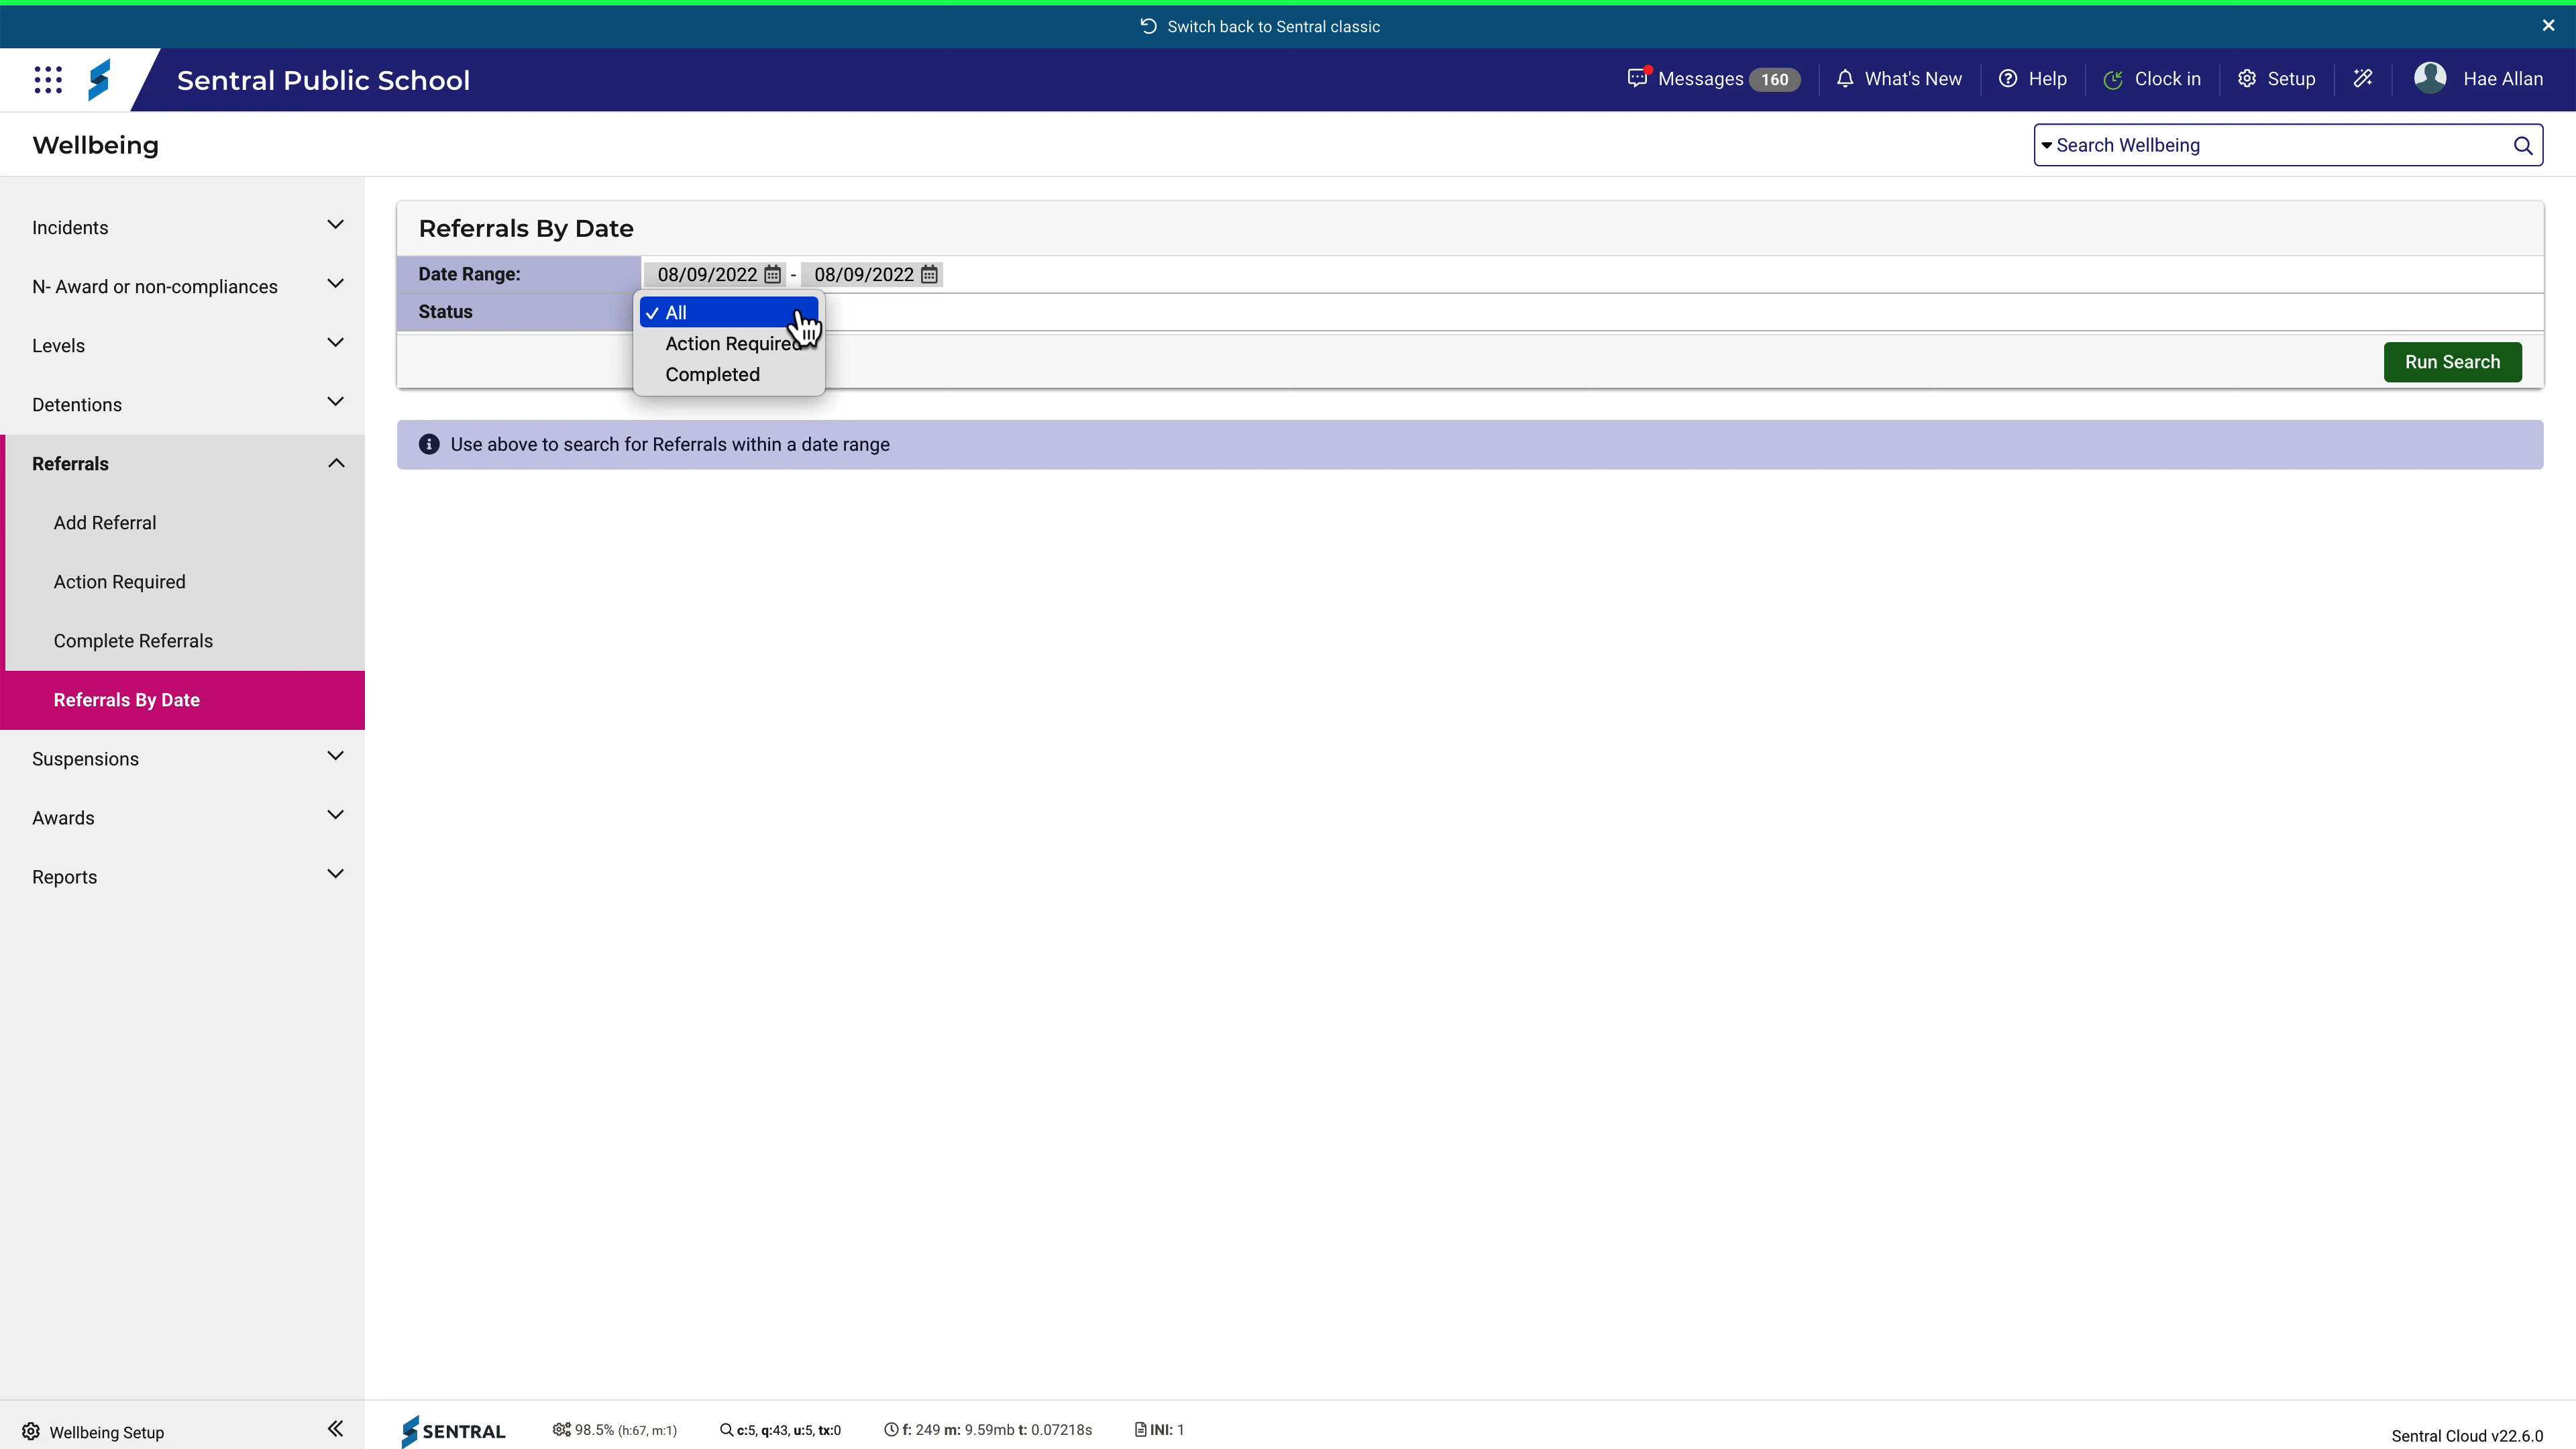 Switch back to Sentral classic
Sentral Public School
Messages 160
What's New
Help
Clock in
Setup
Hae Allan
Wellbeing
Search Wellbeing
Incidents
N- Award or non-compliances
Levels
Detentions
Referrals
Add Referral
Action Required
Complete Referrals
Referrals By Date
Suspensions
Awards
Reports
Wellbeing Setup
Referrals By Date
Date Range: 08/09/2022 - 08/09/2022
Status
All
Action Required
Completed
Run Search
Use above to search for Referrals within a date range
SENTRAL
98.5% (h:67, m:1)
c:5, q:43, u:5, tx:0
f: 249 m: 9.59mb t: 0.07218s
INI: 1
Sentral Cloud v22.6.0